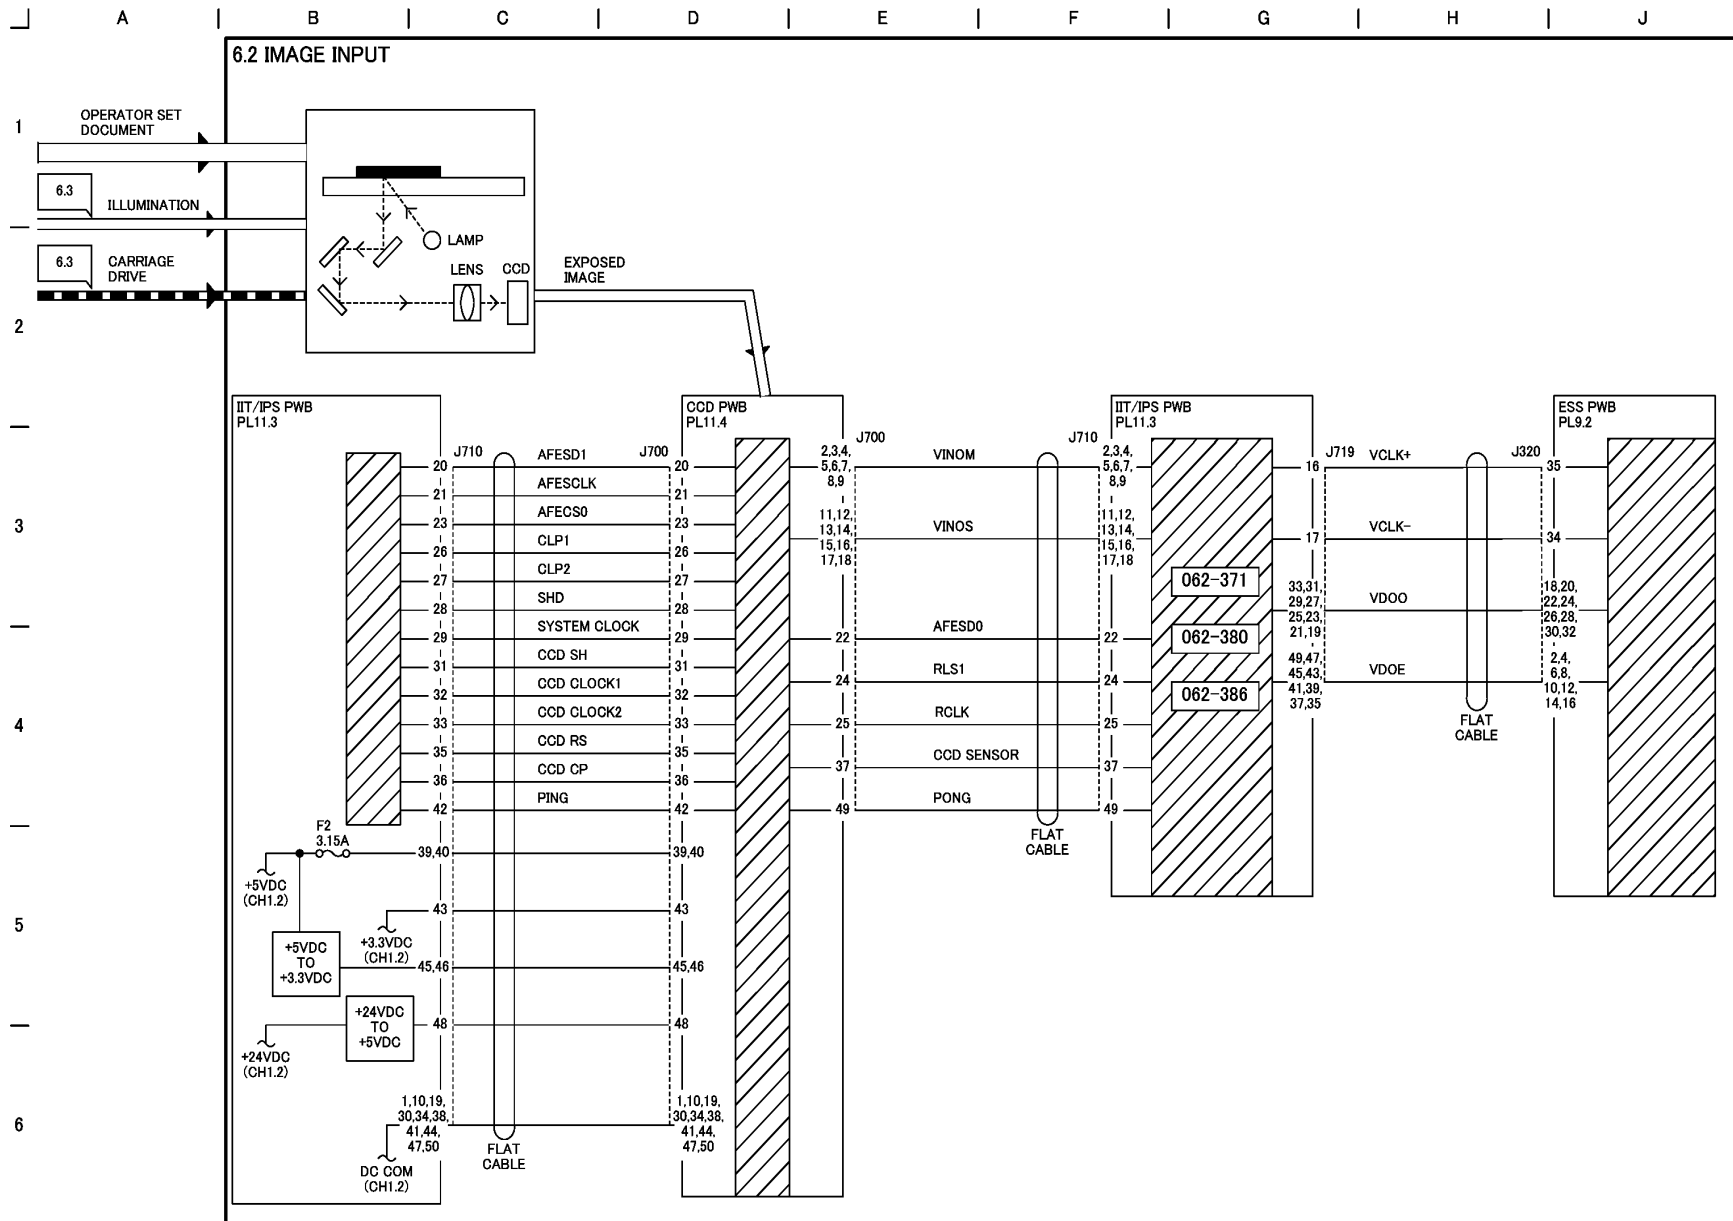 A B C D E F G H J
1
2
3
4
5
6
6.2 IMAGE INPUT
OPERATOR SET
DOCUMENT
6.3
ILLUMINATION
6.3
CARRIAGE
DRIVE
LAMP
LENS
CCD
EXPOSED
IMAGE
IIT/IPS PWB
PL11.3
J710
J700
20 AFESD1 20
21 AFESCLK 21
23 AFECS0 23
26 CLP1 26
27 CLP2 27
28 SHD 28
29 SYSTEM CLOCK 29
31 CCD SH 31
32 CCD CLOCK1 32
33 CCD CLOCK2 33
35 CCD RS 35
36 CCD CP 36
42 PING 42
F2
3.15A
39,40 39,40
+5VDC
(CH1.2)
43 43
+3.3VDC
(CH1.2)
+5VDC
TO
+3.3VDC
45,46 45,46
+24VDC
TO
+5VDC
48 48
+24VDC
(CH1.2)
1,10,19,
30,34,38,
41,44,
47,50
1,10,19,
30,34,38,
41,44,
47,50
DC COM
(CH1.2)
FLAT
CABLE
CCD PWB
PL11.4
J700
J710
2,3,4,
5,6,7,
8,9
VINOM
2,3,4,
5,6,7,
8,9
11,12,
13,14,
15,16,
17,18
VINOS
11,12,
13,14,
15,16,
17,18
22 AFESD0 22
24 RLS1 24
25 RCLK 25
37 CCD SENSOR 37
49 PONG 49
FLAT
CABLE
IIT/IPS PWB
PL11.3
062-371
062-380
062-386
J719
J320
16 VCLK+ 35
17 VCLK- 34
33,31,
29,27,
25,23,
21,19
VDOO
18,20,
22,24,
26,28,
30,32
49,47,
45,43,
41,39,
37,35
VDOE
2,4,
6,8,
10,12,
14,16
FLAT
CABLE
ESS PWB
PL9.2